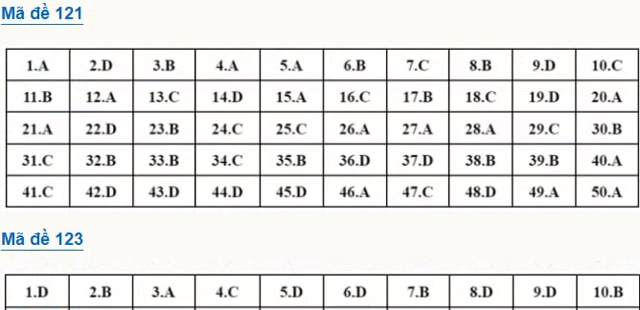 Mã đề 121
1.A 2.D 3.B 4.A 5.A 6.B 7.C 8.B 9.D 10.C
11.B 12.A 13.C 14.D 15.A 16.C 17.B 18.C 19.D 20.A
21.A 22.D 23.B 24.C 25.C 26.A 27.A 28.A 29.C 30.B
31.C 32.B 33.B 34.C 35.B 36.D 37.D 38.B 39.B 40.A
41.C 42.D 43.D 44.D 45.D 46.A 47.C 48.D 49.A 50.A
Mã đề 123
1.D 2.B 3.A 4.C 5.D 6.D 7.B 8.D 9.D 10.B